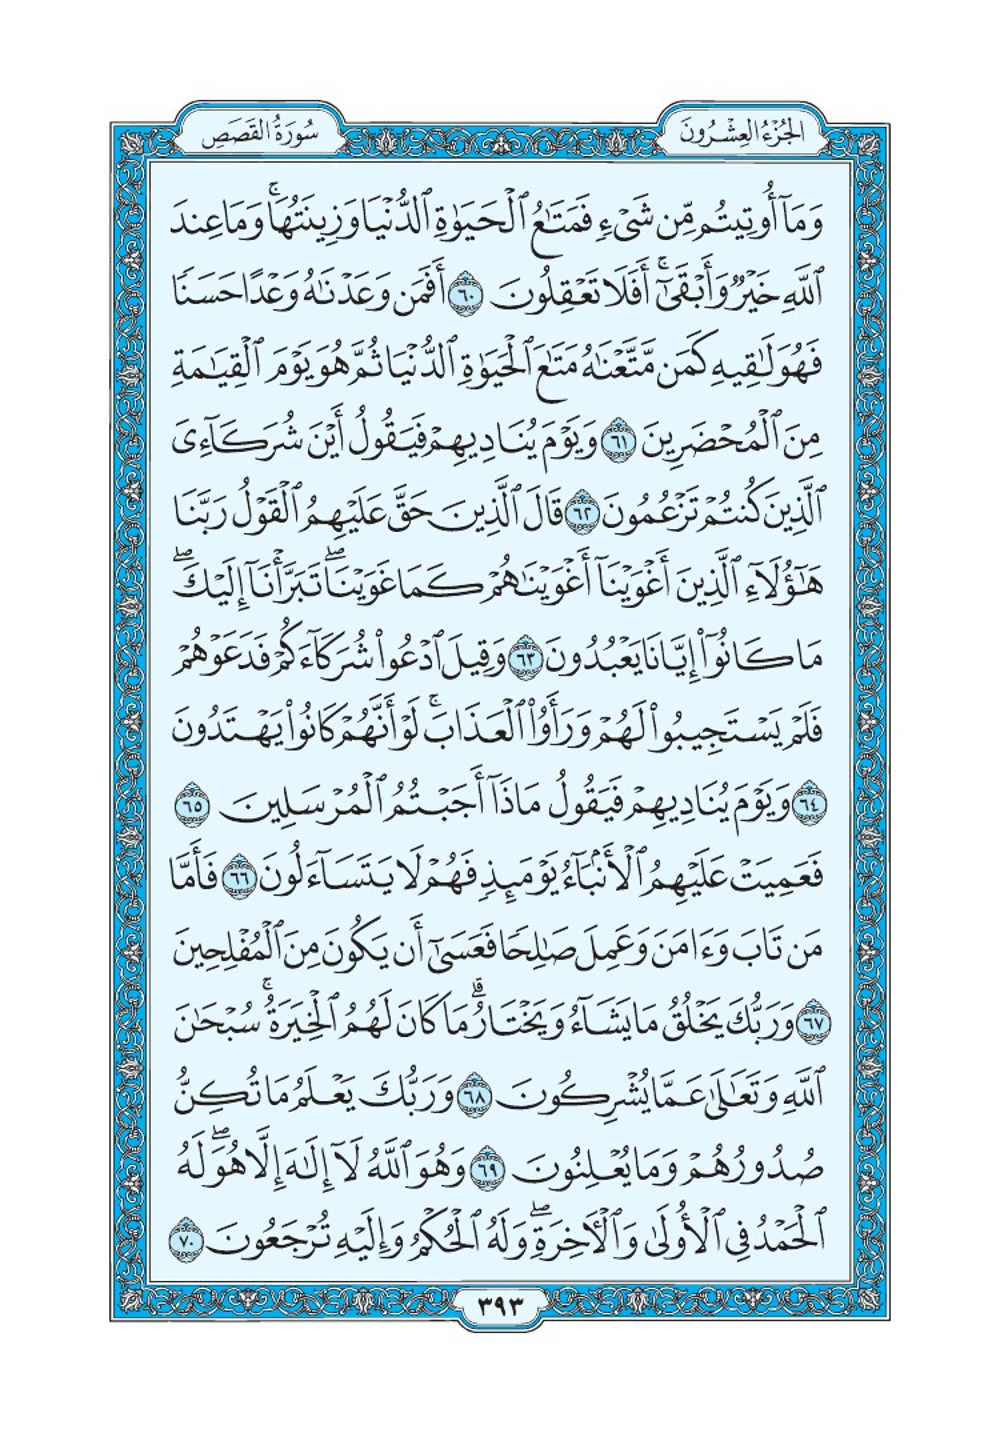 الجُزْءُ العِشْرُونَ
سُورَةُ القَصَصِ
وَمَآ أُوتِيتُم مِّن شَىْءٍ فَمَتَٰعُ ٱلْحَيَوٰةِ ٱلدُّنْيَا وَزِينَتُهَا ۚ وَمَا عِندَ
ٱللَّهِ خَيْرٌ وَأَبْقَىٰٓ ۚ أَفَلَا تَعْقِلُونَ ٦٠ أَفَمَن وَعَدْنَٰهُ وَعْدًا حَسَنًا
فَهُوَ لَٰقِيهِ كَمَن مَّتَّعْنَٰهُ مَتَٰعَ ٱلْحَيَوٰةِ ٱلدُّنْيَا ثُمَّ هُوَ يَوْمَ ٱلْقِيَٰمَةِ
مِنَ ٱلْمُحْضَرِينَ ٦١ وَيَوْمَ يُنَادِيهِمْ فَيَقُولُ أَيْنَ شُرَكَآءِىَ
ٱلَّذِينَ كُنتُمْ تَزْعُمُونَ ٦٢ قَالَ ٱلَّذِينَ حَقَّ عَلَيْهِمُ ٱلْقَوْلُ رَبَّنَا
هَٰٓؤُلَآءِ ٱلَّذِينَ أَغْوَيْنَآ أَغْوَيْنَٰهُمْ كَمَا غَوَيْنَا ۖ تَبَرَّأْنَآ إِلَيْكَ ۖ
مَا كَانُوٓا۟ إِيَّانَا يَعْبُدُونَ ٦٣ وَقِيلَ ٱدْعُوا۟ شُرَكَآءَكُمْ فَدَعَوْهُمْ
فَلَمْ يَسْتَجِيبُوا۟ لَهُمْ وَرَأَوُا۟ ٱلْعَذَابَ ۚ لَوْ أَنَّهُمْ كَانُوا۟ يَهْتَدُونَ
٦٤ وَيَوْمَ يُنَادِيهِمْ فَيَقُولُ مَاذَآ أَجَبْتُمُ ٱلْمُرْسَلِينَ ٦٥
فَعَمِيَتْ عَلَيْهِمُ ٱلْأَنۢبَآءُ يَوْمَئِذٍ فَهُمْ لَا يَتَسَآءَلُونَ ٦٦ فَأَمَّا
مَن تَابَ وَءَامَنَ وَعَمِلَ صَٰلِحًا فَعَسَىٰٓ أَن يَكُونَ مِنَ ٱلْمُفْلِحِينَ
٦٧ وَرَبُّكَ يَخْلُقُ مَا يَشَآءُ وَيَخْتَارُ ۗ مَا كَانَ لَهُمُ ٱلْخِيَرَةُ ۚ سُبْحَٰنَ
ٱللَّهِ وَتَعَٰلَىٰ عَمَّا يُشْرِكُونَ ٦٨ وَرَبُّكَ يَعْلَمُ مَا تُكِنُّ
صُدُورُهُمْ وَمَا يُعْلِنُونَ ٦٩ وَهُوَ ٱللَّهُ لَآ إِلَٰهَ إِلَّا هُوَ ۖ لَهُ
ٱلْحَمْدُ فِى ٱلْأُولَىٰ وَٱلْءَاخِرَةِ ۖ وَلَهُ ٱلْحُكْمُ وَإِلَيْهِ تُرْجَعُونَ ٧٠
٣٩٣